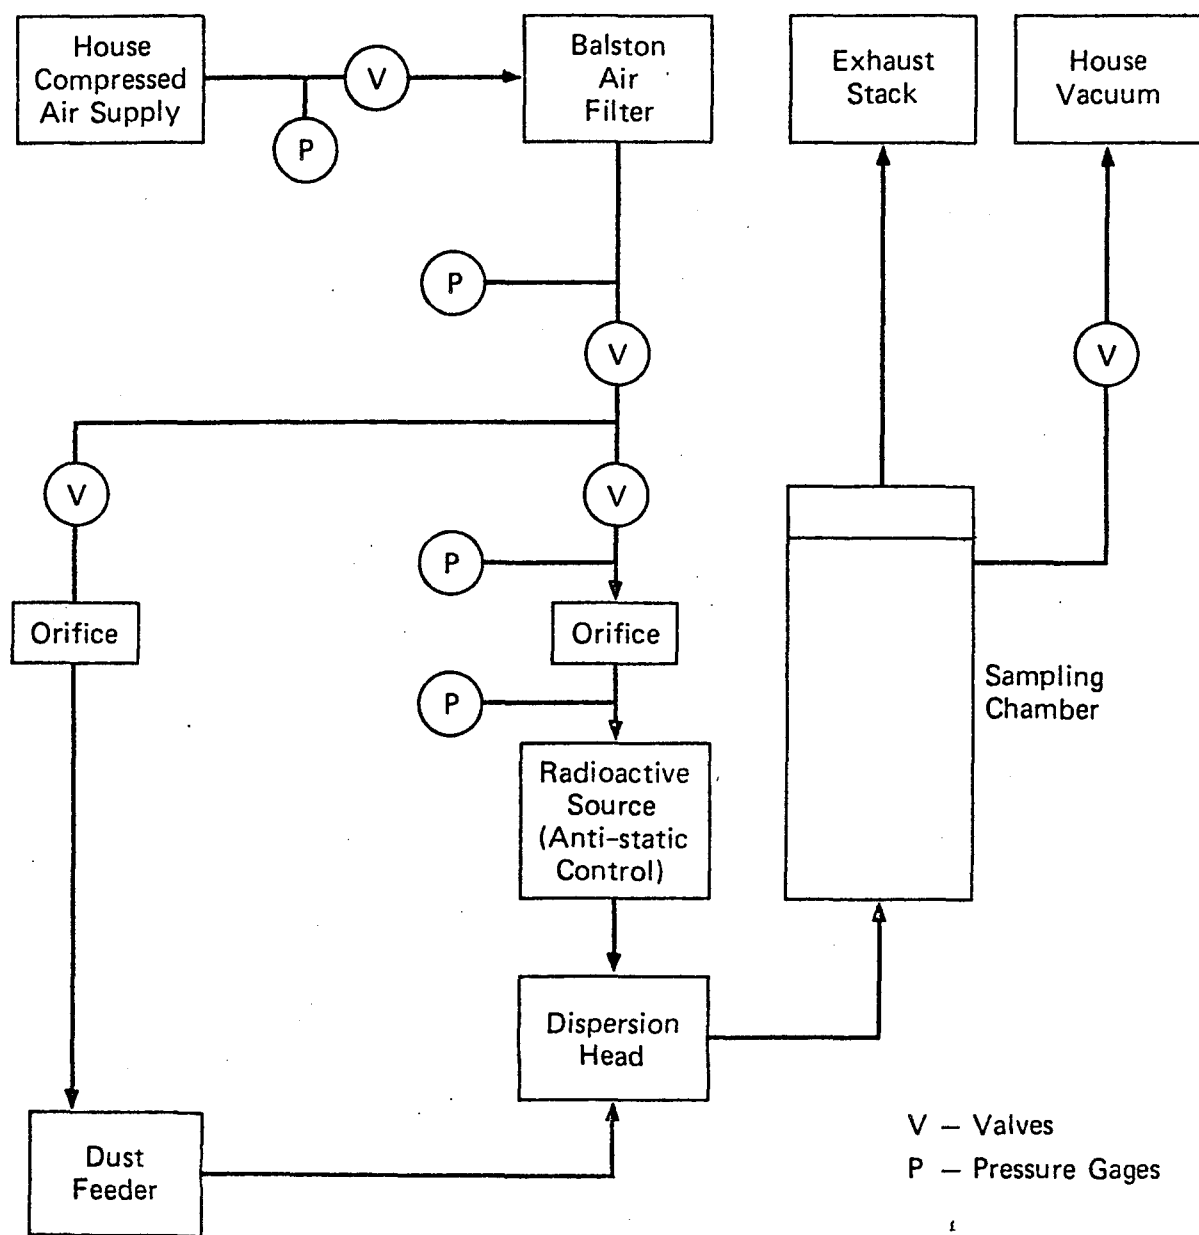 House
Compressed
Air Supply
V
P
Balston
Air
Filter
Exhaust
Stack
House
Vacuum
P
V
V
V
V
P
Orifice
Orifice
P
Sampling
Chamber
Radioactive
Source
(Anti-static
Control)
Dispersion
Head
Dust
Feeder
V – Valves
P – Pressure Gages